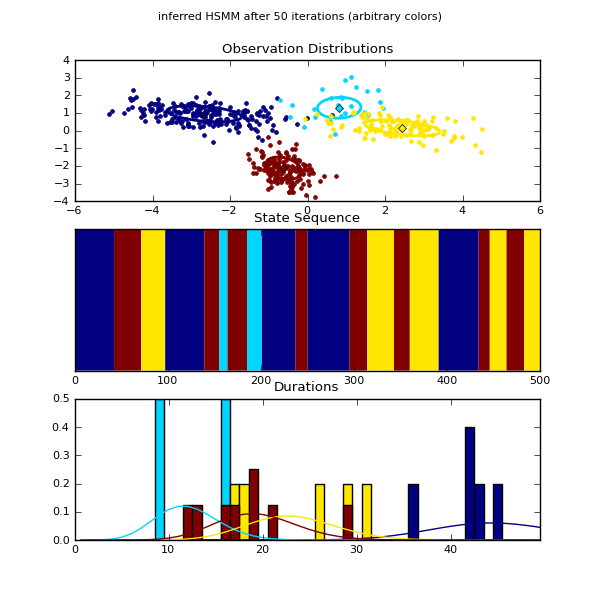 inferred HSMM after 50 iterations (arbitrary colors)
Observation Distributions
4
3
2
1
0
−1
−2
−3
−4
−6 −4 −2 0 2 4 6
State Sequence
0 100 200 300 400 500
Durations
0.5
0.4
0.3
0.2
0.1
0.0
0 10 20 30 40